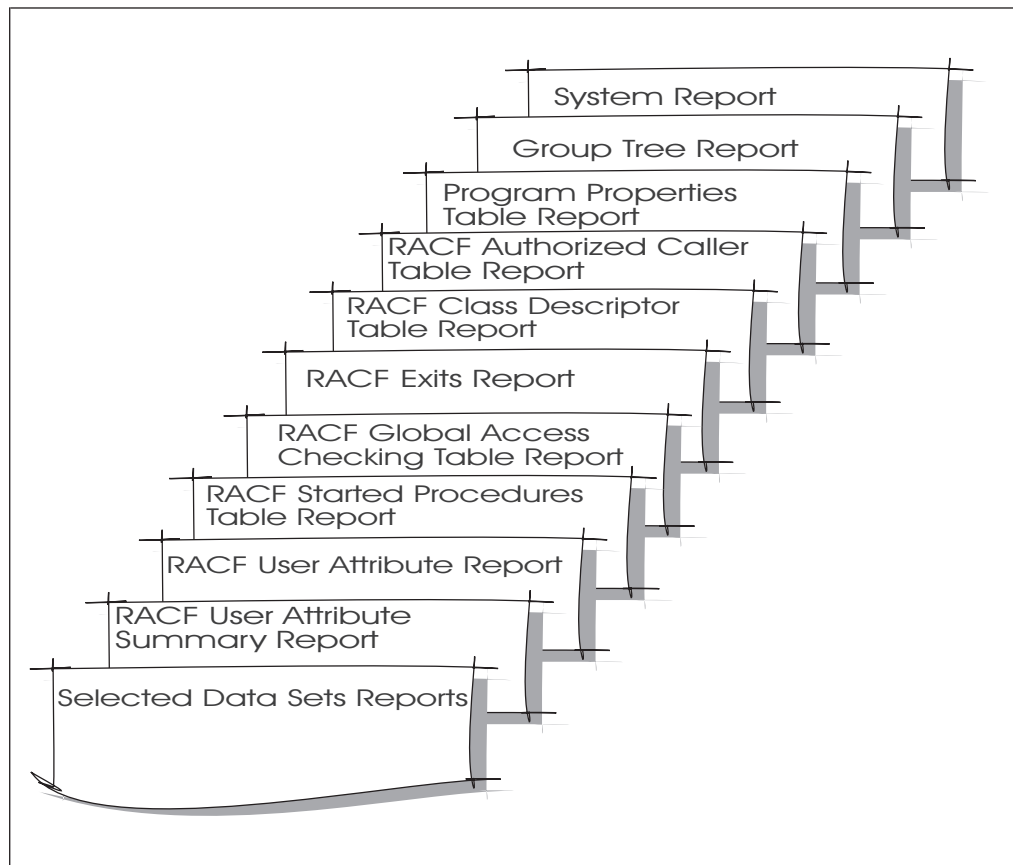 System Report
Group Tree Report
Program Properties
Table Report
RACF Authorized Caller
Table Report
RACF Class Descriptor
Table Report
RACF Exits Report
RACF Global Access
Checking Table Report
RACF Started Procedures
Table Report
RACF User Attribute Report
RACF User Attribute
Summary Report
Selected Data Sets Reports